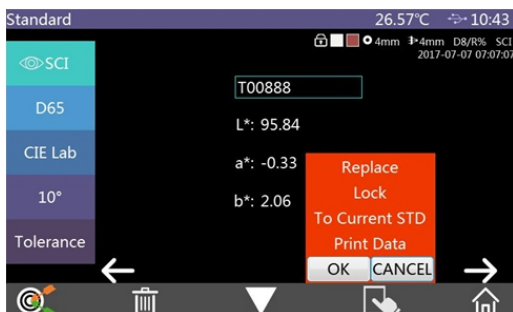 Standard
26.57℃ 10:43
4mm 4mm D8/R% SCI
2017-07-07 07:07:07
SCI
D65
CIE Lab
10°
Tolerance
T00888
L*: 95.84
a*: -0.33
b*: 2.06
Replace
Lock
To Current STD
Print Data
OK CANCEL